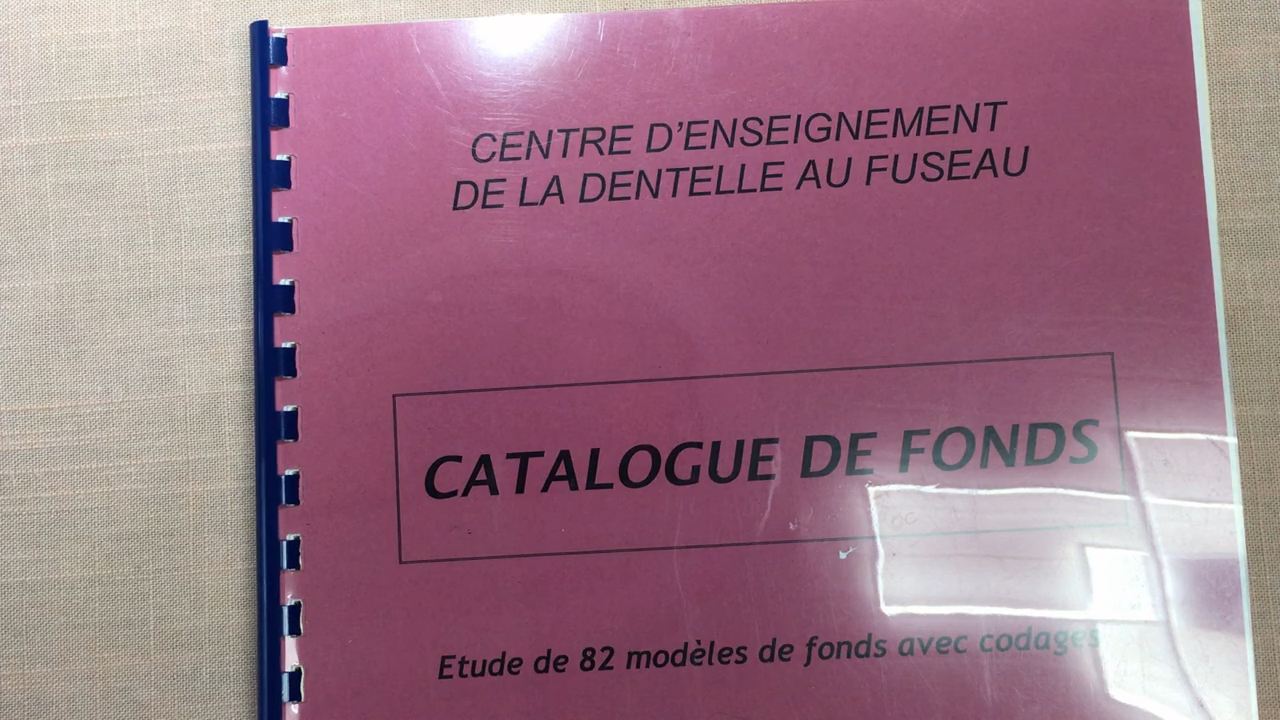 CENTRE D'ENSEIGNEMENT
DE LA DENTELLE AU FUSEAU
CATALOGUE DE FONDS
Etude de 82 modèles de fonds avec codages